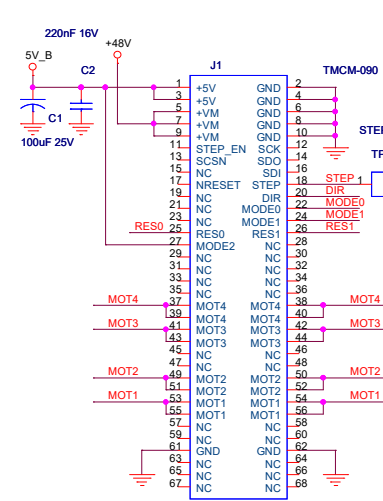 220nF 16V
5V_B
+48V
C2
J1
TMCM-090
C1
100uF 25V
STEP
TP
1 +5V GND 2
3 +5V GND 4
5 +VM GND 6
7 +VM GND 8
9 +VM GND 10
11 STEP_EN SCK 12
13 SCSN SDO 14
15 NC SDI 16
17 NRESET STEP 18 STEP 1
19 NC DIR 20 DIR
21 NC MODE0 22 MODE0
23 NC MODE1 24 MODE1
RES0 25 RES0 RES1 26 RES1
27 MODE2 NC 28
29 NC NC 30
31 NC NC 32
33 NC NC 34
35 NC NC 36
MOT4 37 MOT4 MOT4 38 MOT4
39 MOT4 MOT4 40
MOT3 41 MOT3 MOT3 42 MOT3
43 MOT3 MOT3 44
45 NC NC 46
47 NC NC 48
MOT2 49 MOT2 MOT2 50 MOT2
51 MOT2 MOT2 52
MOT1 53 MOT1 MOT1 54 MOT1
55 MOT1 MOT1 56
57 NC NC 58
59 NC NC 60
61 GND GND 62
63 NC NC 64
65 NC NC 66
67 NC NC 68